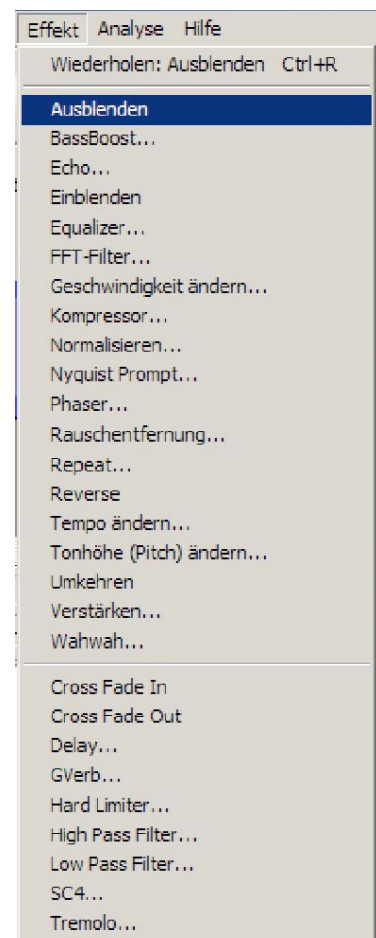 Effekt Analyse Hilfe
Wiederholen: Ausblenden Ctrl+R
Ausblenden
BassBoost...
Echo...
Einblenden
Equalizer...
FFT-Filter...
Geschwindigkeit ändern...
Kompressor...
Normalisieren...
Nyquist Prompt...
Phaser...
Rauschentfernung...
Repeat...
Reverse
Tempo ändern...
Tonhöhe (Pitch) ändern...
Umkehren
Verstärken...
Wahwah...
Cross Fade In
Cross Fade Out
Delay...
GVerb...
Hard Limiter...
High Pass Filter...
Low Pass Filter...
SC4...
Tremolo...